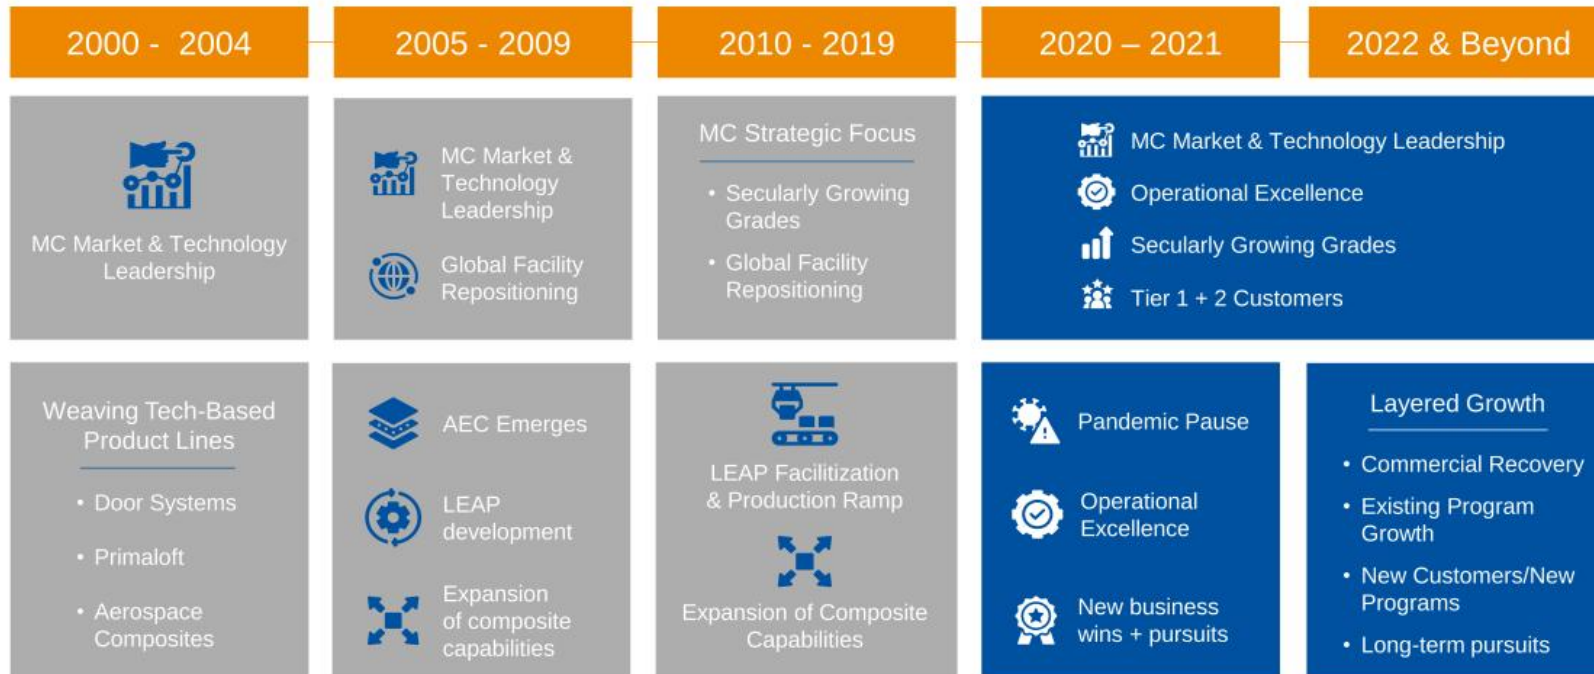 2000 - 2004
2005 - 2009
2010 - 2019
2020 – 2021
2022 & Beyond
MC Market & Technology
Leadership
MC Market &
Technology
Leadership
Global Facility
Repositioning
MC Strategic Focus
• Secularly Growing
Grades
• Global Facility
Repositioning
MC Market & Technology Leadership
Operational Excellence
Secularly Growing Grades
Tier 1 + 2 Customers
Weaving Tech-Based
Product Lines
• Door Systems
• Primaloft
• Aerospace
Composites
AEC Emerges
LEAP
development
Expansion
of composite
capabilities
LEAP Facilitization
& Production Ramp
Expansion of Composite
Capabilities
Pandemic Pause
Operational
Excellence
New business
wins + pursuits
Layered Growth
• Commercial Recovery
• Existing Program
Growth
• New Customers/New
Programs
• Long-term pursuits